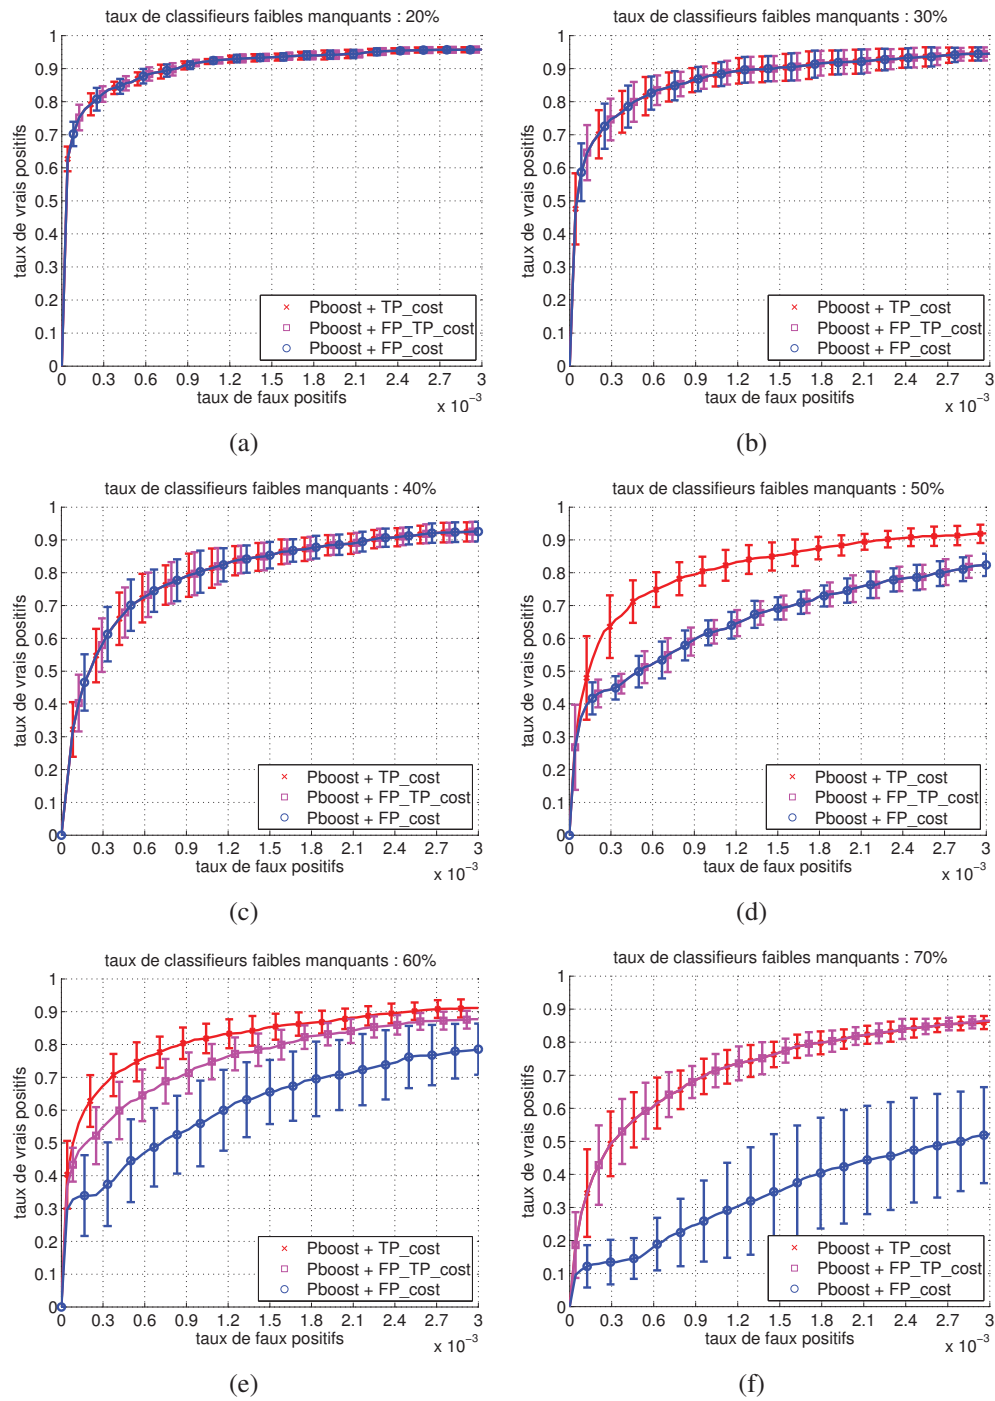 taux de classifieurs faibles manquants : 20%
1
0.9
0.8
0.7
0.6
0.5
0.4
0.3
0.2
0.1
0
taux de vrais positifs
Pboost + TP_cost
Pboost + FP_TP_cost
Pboost + FP_cost
0 0.3 0.6 0.9 1.2 1.5 1.8 2.1 2.4 2.7 3
taux de faux positifs
x 10⁻³
(a)
taux de classifieurs faibles manquants : 30%
1
0.9
0.8
0.7
0.6
0.5
0.4
0.3
0.2
0.1
0
taux de vrais positifs
Pboost + TP_cost
Pboost + FP_TP_cost
Pboost + FP_cost
0 0.3 0.6 0.9 1.2 1.5 1.8 2.1 2.4 2.7 3
taux de faux positifs
x 10⁻³
(b)
taux de classifieurs faibles manquants : 40%
1
0.9
0.8
0.7
0.6
0.5
0.4
0.3
0.2
0.1
0
taux de vrais positifs
Pboost + TP_cost
Pboost + FP_TP_cost
Pboost + FP_cost
0 0.3 0.6 0.9 1.2 1.5 1.8 2.1 2.4 2.7 3
taux de faux positifs
x 10⁻³
(c)
taux de classifieurs faibles manquants : 50%
1
0.9
0.8
0.7
0.6
0.5
0.4
0.3
0.2
0.1
0
taux de vrais positifs
Pboost + TP_cost
Pboost + FP_TP_cost
Pboost + FP_cost
0 0.3 0.6 0.9 1.2 1.5 1.8 2.1 2.4 2.7 3
taux de faux positifs
x 10⁻³
(d)
taux de classifieurs faibles manquants : 60%
1
0.9
0.8
0.7
0.6
0.5
0.4
0.3
0.2
0.1
0
taux de vrais positifs
Pboost + TP_cost
Pboost + FP_TP_cost
Pboost + FP_cost
0 0.3 0.6 0.9 1.2 1.5 1.8 2.1 2.4 2.7 3
taux de faux positifs
x 10⁻³
(e)
taux de classifieurs faibles manquants : 70%
1
0.9
0.8
0.7
0.6
0.5
0.4
0.3
0.2
0.1
0
taux de vrais positifs
Pboost + TP_cost
Pboost + FP_TP_cost
Pboost + FP_cost
0 0.3 0.6 0.9 1.2 1.5 1.8 2.1 2.4 2.7 3
taux de faux positifs
x 10⁻³
(f)